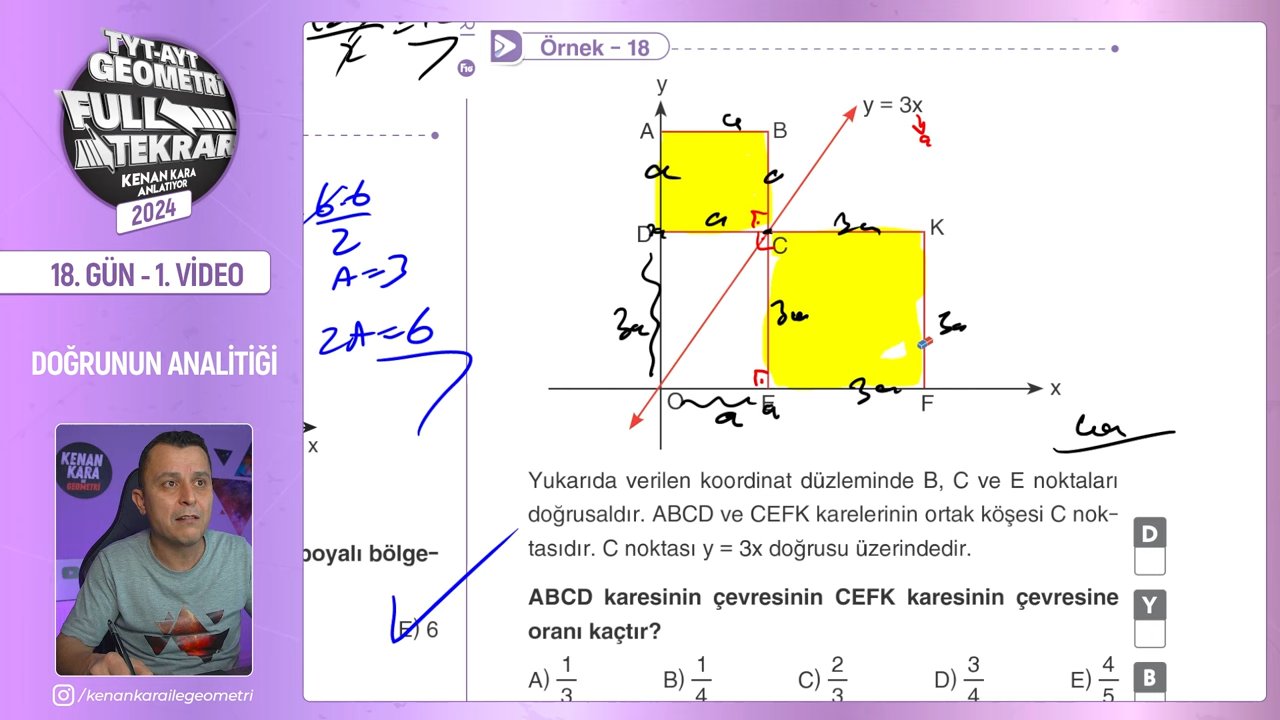 TYT-AYT
GEOMETRİ
FULL
TEKRAR
KENAN KARA
ANLATIYOR
2024
18. GÜN - 1. VİDEO
DOĞRUNUN ANALİTİĞİ
KENAN
KARA
GEOMETRİ
/kenankarailegeometri
6.6
2
A=3
2A=6
x
boyalı bölge-
E) 6
Örnek - 18
y
y = 3x
a
A
a
B
a
a
D
a
C
3a
K
3a
3a
3a
O
a
E
a
3a
F
x
4a
Yukarıda verilen koordinat düzleminde B, C ve E noktaları
doğrusaldır. ABCD ve CEFK karelerinin ortak köşesi C nok-
tasıdır. C noktası y = 3x doğrusu üzerindedir.
ABCD karesinin çevresinin CEFK karesinin çevresine
oranı kaçtır?
A) 1/3 B) 1/4 C) 2/3 D) 3/4 E) 4/5
D
Y
B